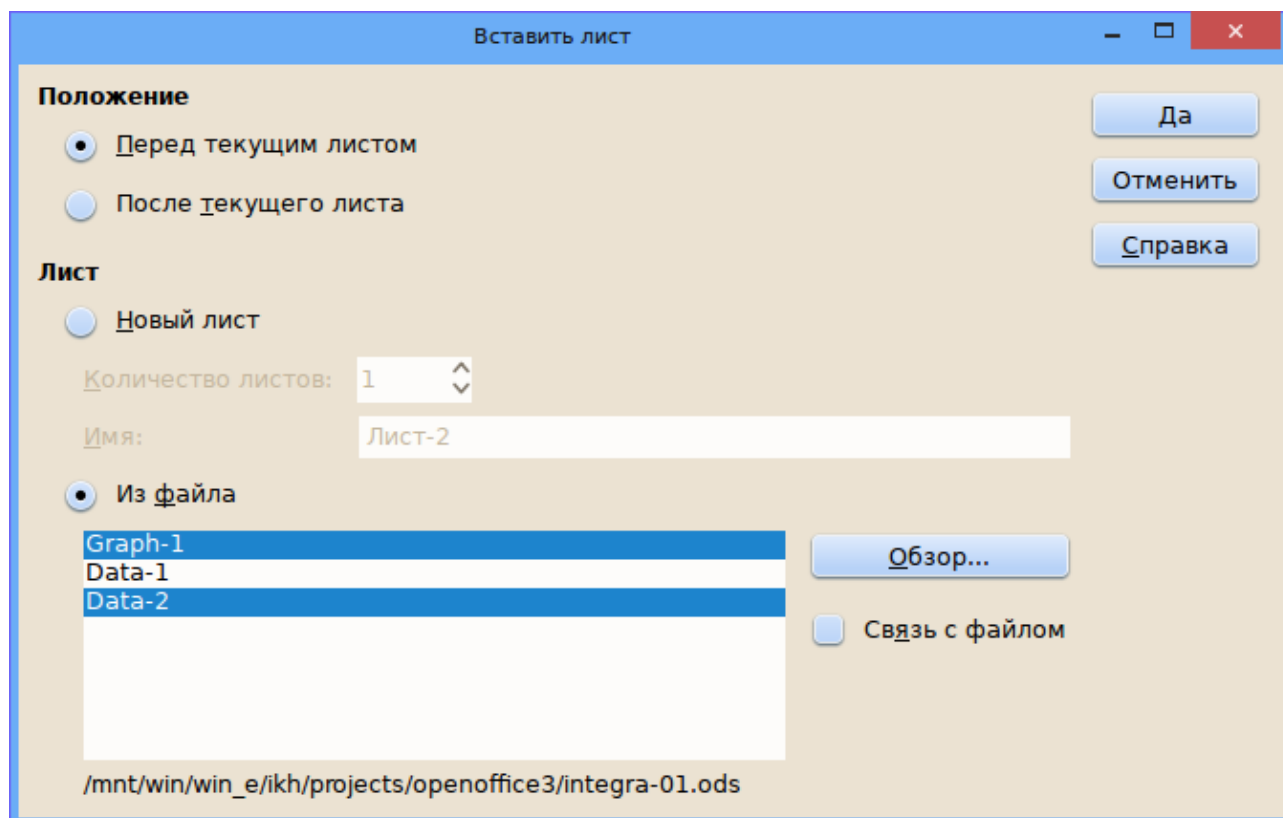 Вставить лист
Положение
Перед текущим листом
После текущего листа
Да
Отменить
Справка
Лист
Новый лист
Количество листов: 1
Имя: Лист-2
Из файла
Graph-1
Data-1
Data-2
Обзор...
Связь с файлом
/mnt/win/win_e/ikh/projects/openoffice3/integra-01.ods